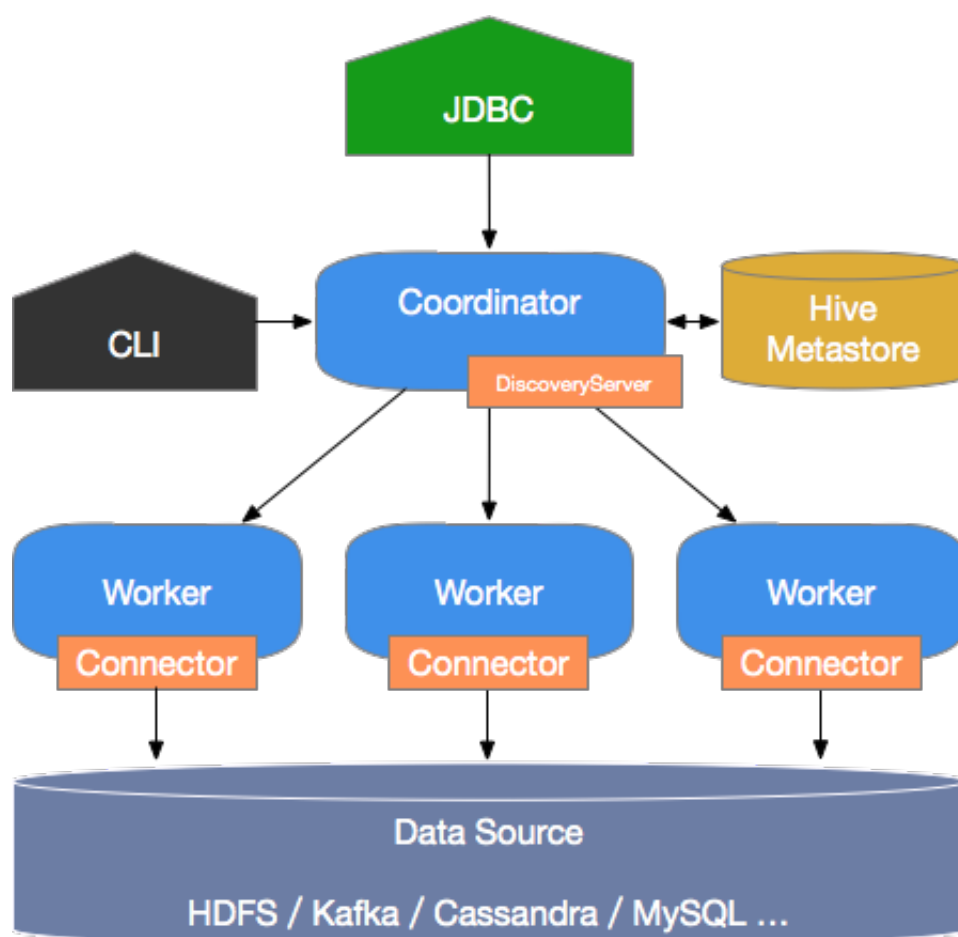 JDBC
CLI
Coordinator
Hive
Metastore
DiscoveryServer
Worker
Worker
Worker
Connector
Connector
Connector
Data Source
HDFS / Kafka / Cassandra / MySQL ...